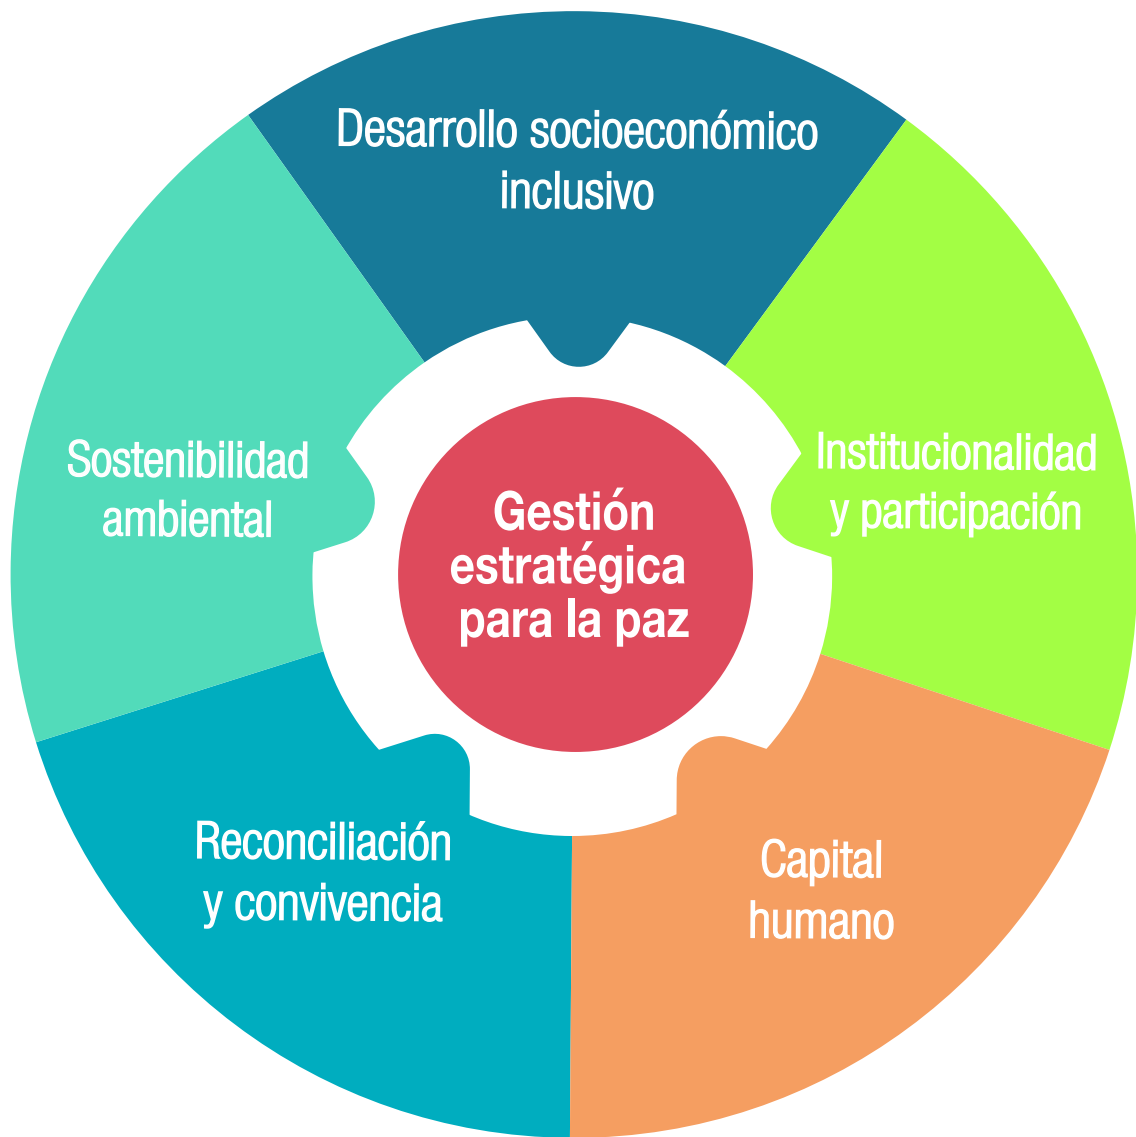 Desarrollo socioeconómico
inclusivo
Institucionalidad
y participación
Capital
humano
Reconciliación
y convivencia
Sostenibilidad
ambiental
Gestión
estratégica
para la paz